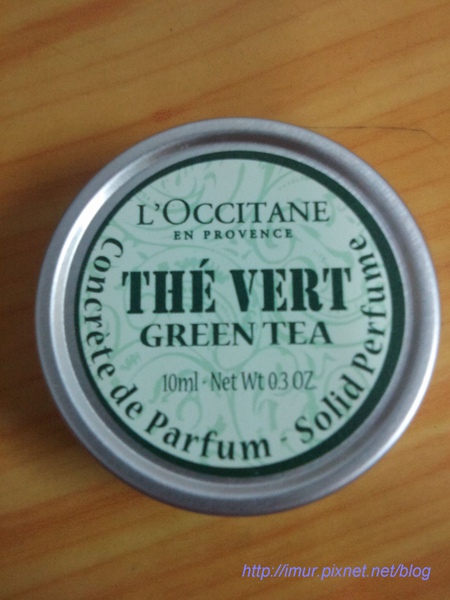 L'OCCITANE
EN PROVENCE
THÉ VERT
GREEN TEA
10ml - Net Wt 0.3 OZ.
Concrète de Parfum - Solid Perfume
http://imur.pixnet.net/blog